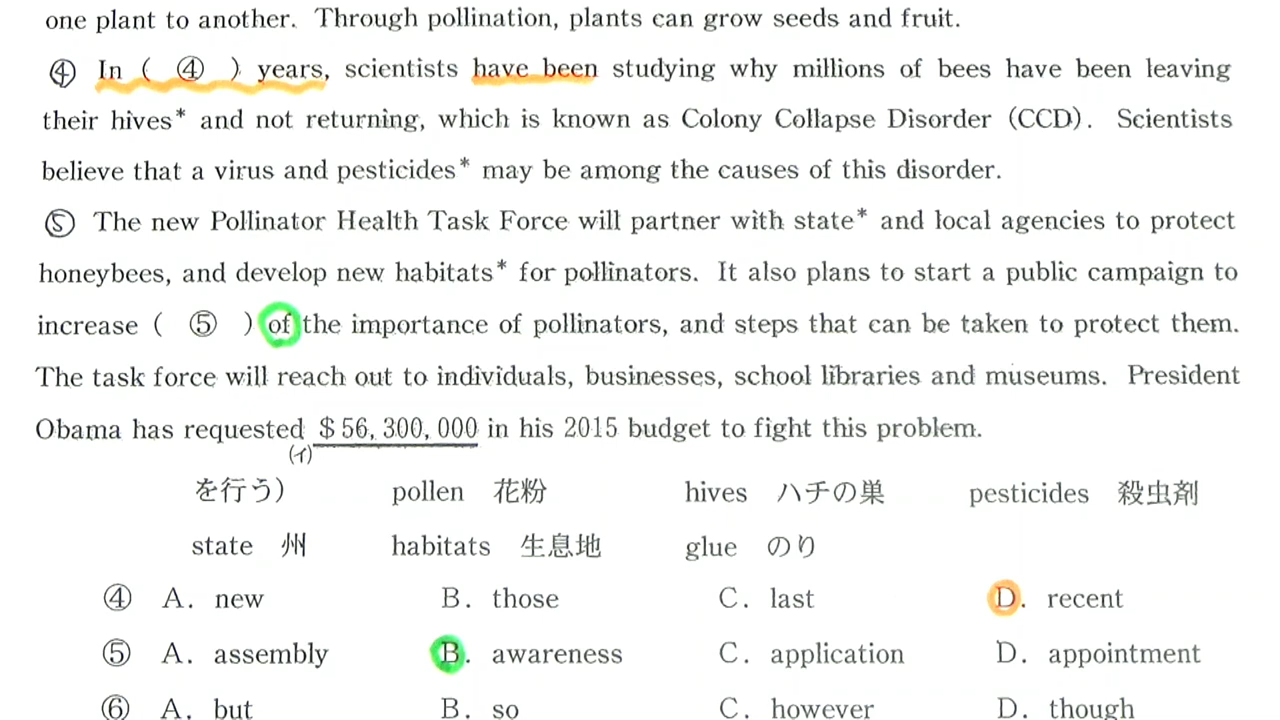 one plant to another. Through pollination, plants can grow seeds and fruit.
④ In ( ④ ) years, scientists have been studying why millions of bees have been leaving
their hives* and not returning, which is known as Colony Collapse Disorder (CCD). Scientists
believe that a virus and pesticides* may be among the causes of this disorder.
⑤ The new Pollinator Health Task Force will partner with state* and local agencies to protect
honeybees, and develop new habitats* for pollinators. It also plans to start a public campaign to
increase ( ⑤ ) of the importance of pollinators, and steps that can be taken to protect them.
The task force will reach out to individuals, businesses, school libraries and museums. President
Obama has requested $56,300,000 in his 2015 budget to fight this problem.
(イ)
を行う) pollen 花粉 hives ハチの巣 pesticides 殺虫剤
state 州 habitats 生息地 glue のり
④ A. new B. those C. last D. recent
⑤ A. assembly B. awareness C. application D. appointment
⑥ A. but B. so C. however D. though